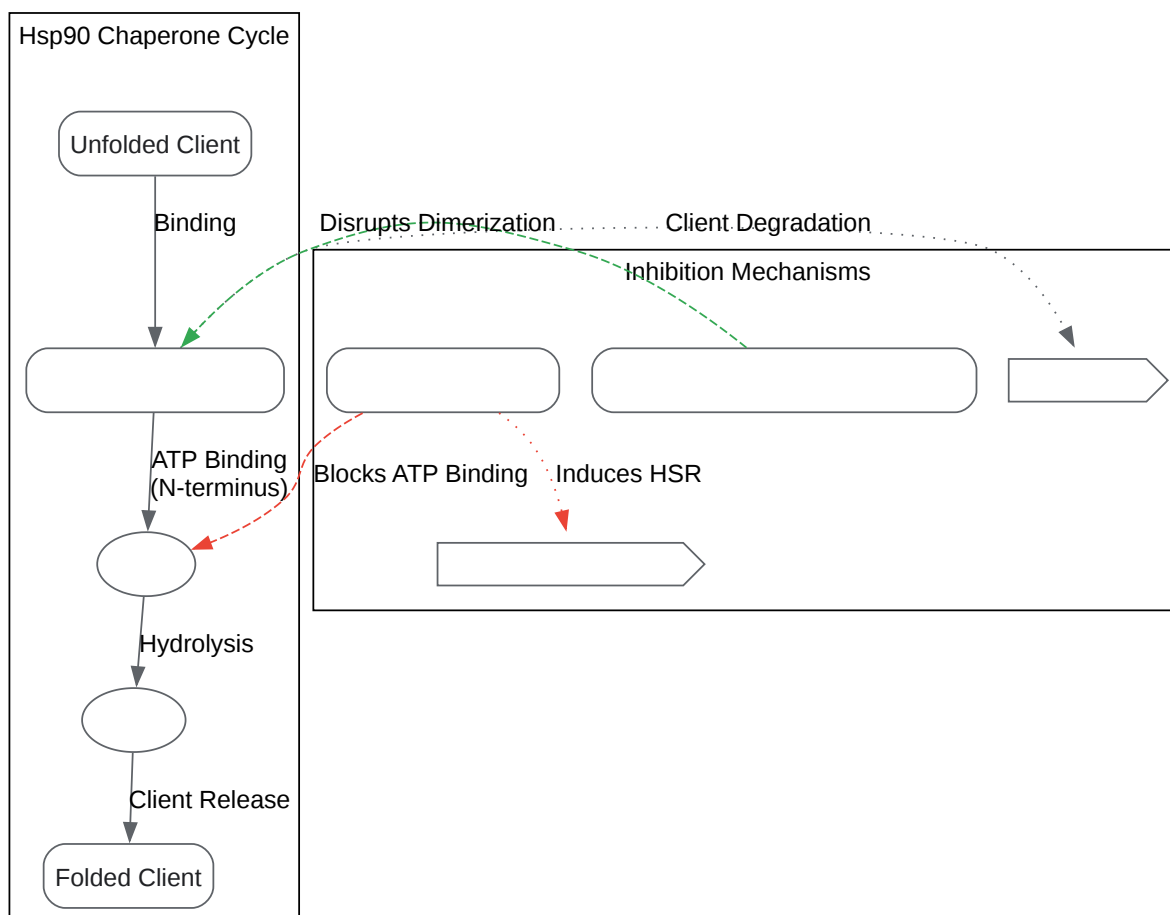 Hsp90 Chaperone Cycle
Unfolded Client
Binding
Disrupts Dimerization
Client Degradation
Inhibition Mechanisms
ATP Binding
(N-terminus)
Blocks ATP Binding
Induces HSR
Hydrolysis
Client Release
Folded Client